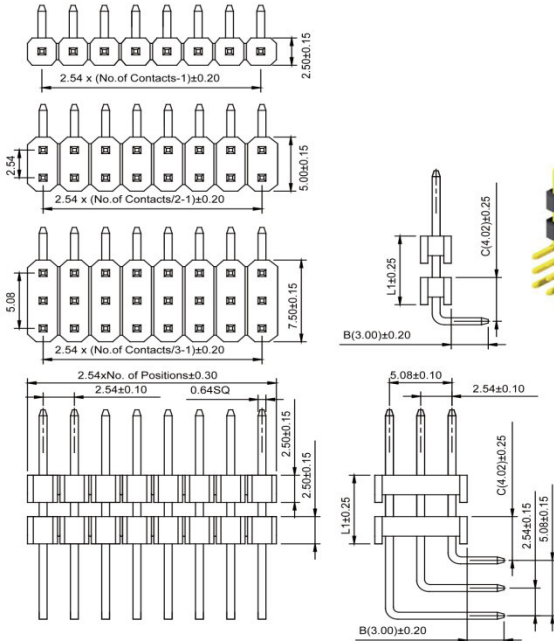 2.50±0.15
2.54 x (No.of Contacts-1)±0.20
2.54
5.00±0.15
2.54 x (No.of Contacts/2-1)±0.20
5.08
7.50±0.15
2.54 x (No.of Contacts/3-1)±0.20
L1±0.25
C(4.02)±0.25
B(3.00)±0.20
2.54xNo. of Positions±0.30
2.54±0.10
0.64SQ
2.50±0.15
2.50±0.15
5.08±0.10
2.54±0.10
L1±0.25
C(4.02)±0.25
2.54±0.15
5.08±0.15
B(3.00)±0.20